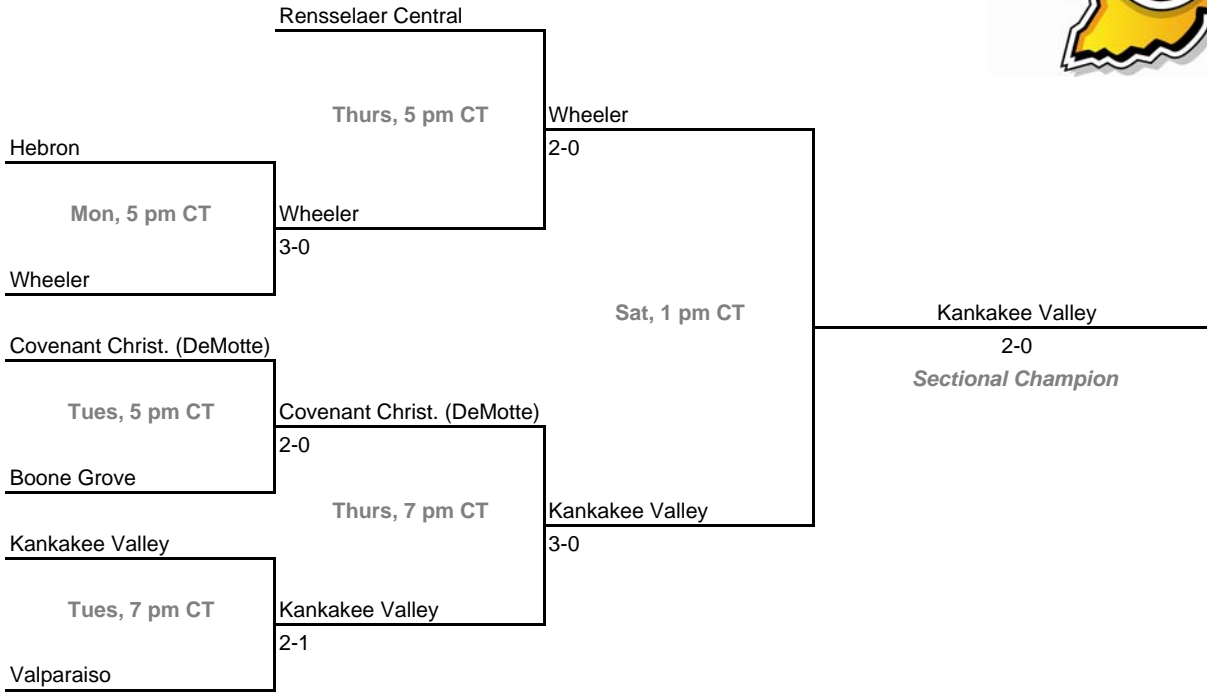 Rensselaer Central
Thurs, 5 pm CT
Wheeler
Hebron
2-0
Mon, 5 pm CT
Wheeler
3-0
Wheeler
Sat, 1 pm CT
Kankakee Valley
Covenant Christ. (DeMotte)
2-0
Sectional Champion
Tues, 5 pm CT
Covenant Christ. (DeMotte)
2-0
Boone Grove
Thurs, 7 pm CT
Kankakee Valley
Kankakee Valley
3-0
Tues, 7 pm CT
Kankakee Valley
2-1
Valparaiso